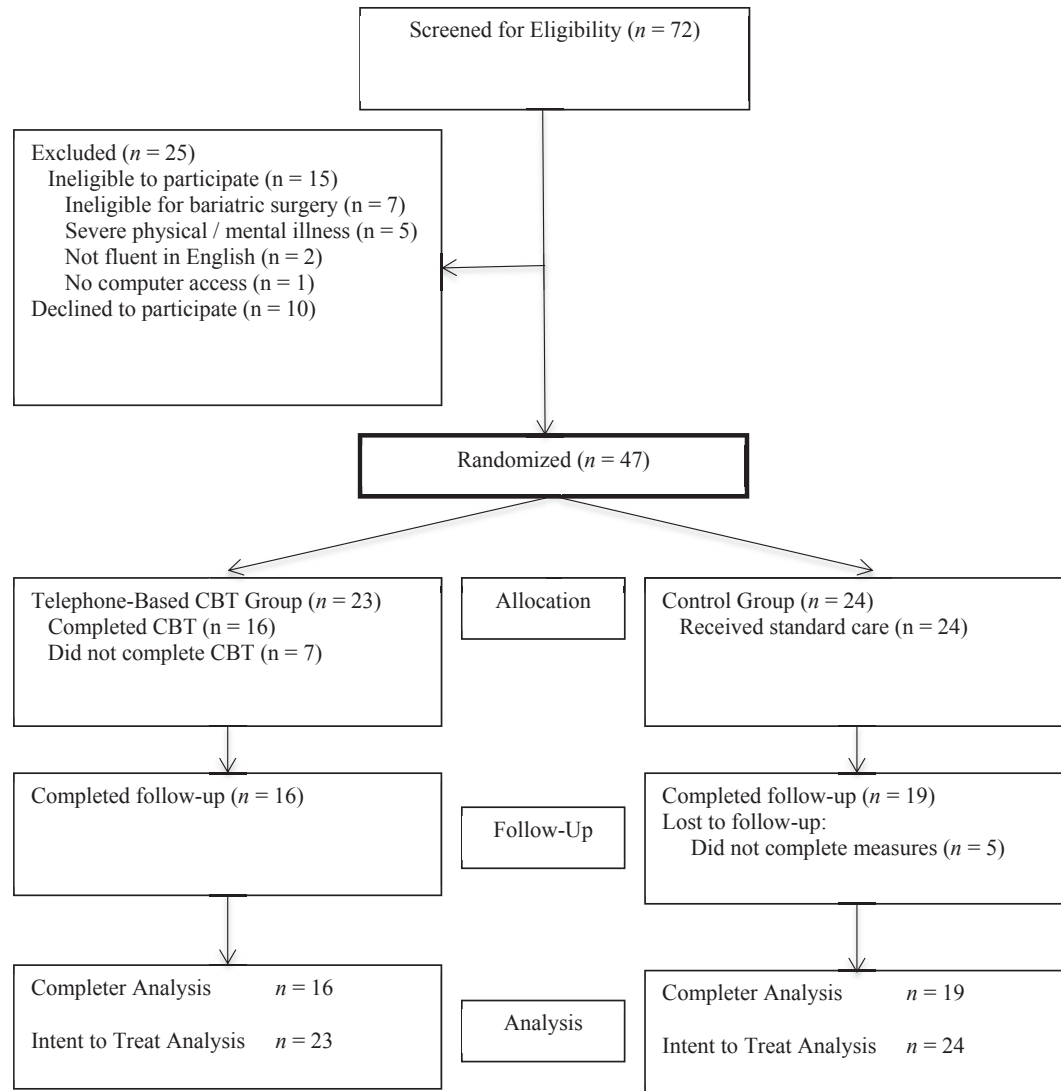 Screened for Eligibility (n = 72)
Excluded (n = 25)
Ineligible to participate (n = 15)
Ineligible for bariatric surgery (n = 7)
Severe physical / mental illness (n = 5)
Not fluent in English (n = 2)
No computer access (n = 1)
Declined to participate (n = 10)
Randomized (n = 47)
Telephone-Based CBT Group (n = 23)
Completed CBT (n = 16)
Did not complete CBT (n = 7)
Allocation
Control Group (n = 24)
Received standard care (n = 24)
Completed follow-up (n = 16)
Follow-Up
Completed follow-up (n = 19)
Lost to follow-up:
Did not complete measures (n = 5)
Completer Analysis n = 16
Intent to Treat Analysis n = 23
Analysis
Completer Analysis n = 19
Intent to Treat Analysis n = 24